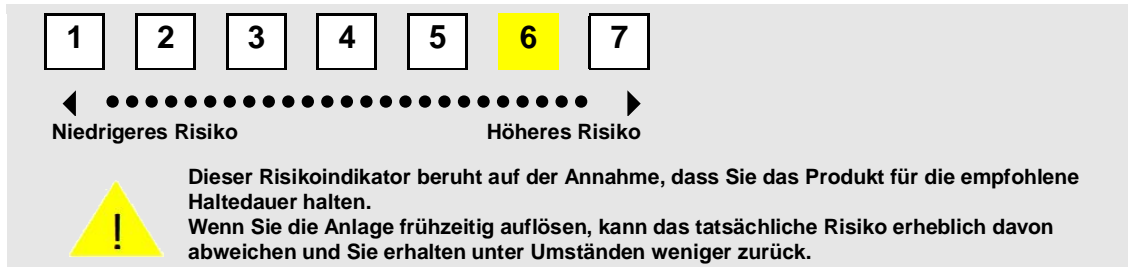 1 2 3 4 5 6 7
Niedrigeres Risiko Höheres Risiko
Dieser Risikoindikator beruht auf der Annahme, dass Sie das Produkt für die empfohlene
Haltedauer halten.
Wenn Sie die Anlage frühzeitig auflösen, kann das tatsächliche Risiko erheblich davon
abweichen und Sie erhalten unter Umständen weniger zurück.
!